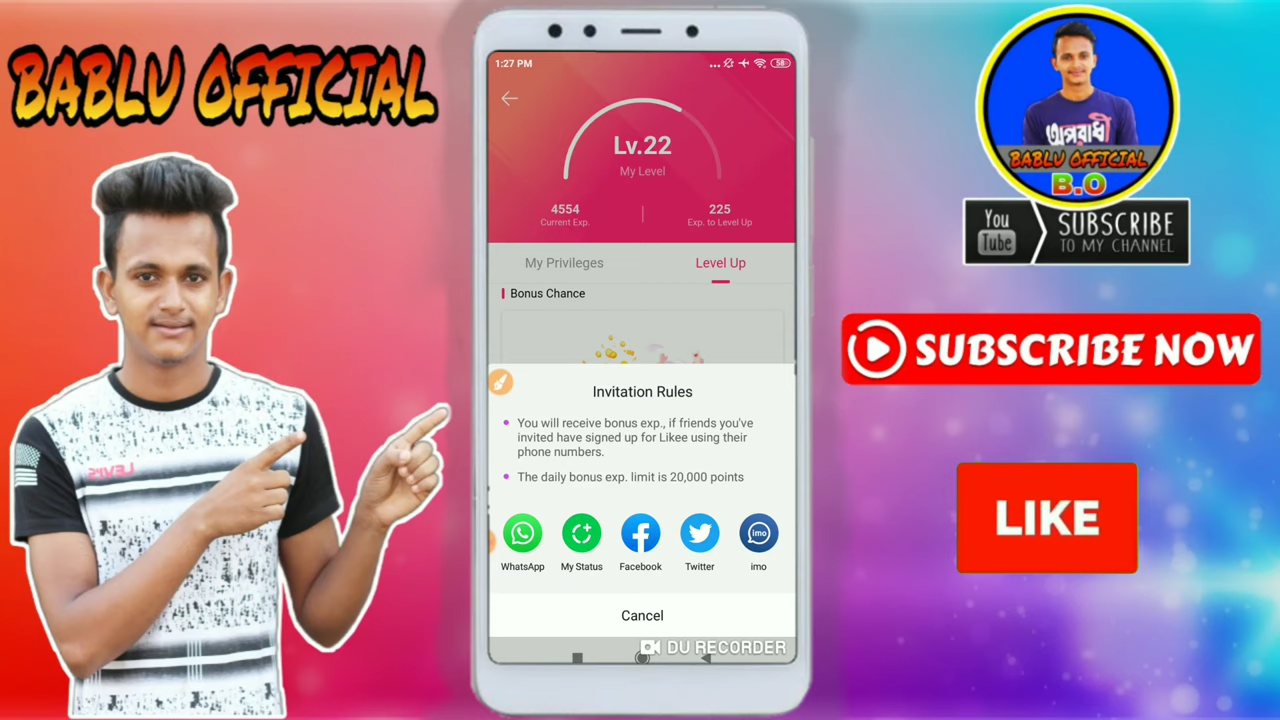 BABLU OFFICIAL
LEVI'S
1:27 PM
58
Lv.22
My Level
4554
Current Exp.
225
Exp. to Level Up
My Privileges
Level Up
Bonus Chance
Invitation Rules
You will receive bonus exp., if friends you've
invited have signed up for Likee using their
phone numbers.
The daily bonus exp. limit is 20,000 points
imo
WhatsApp
My Status
Facebook
Twitter
imo
Cancel
DU RECORDER
অপরাধী
BABLU OFFICIAL
B.O
You
Tube
SUBSCRIBE
TO MY CHANNEL
SUBSCRIBE NOW
LIKE